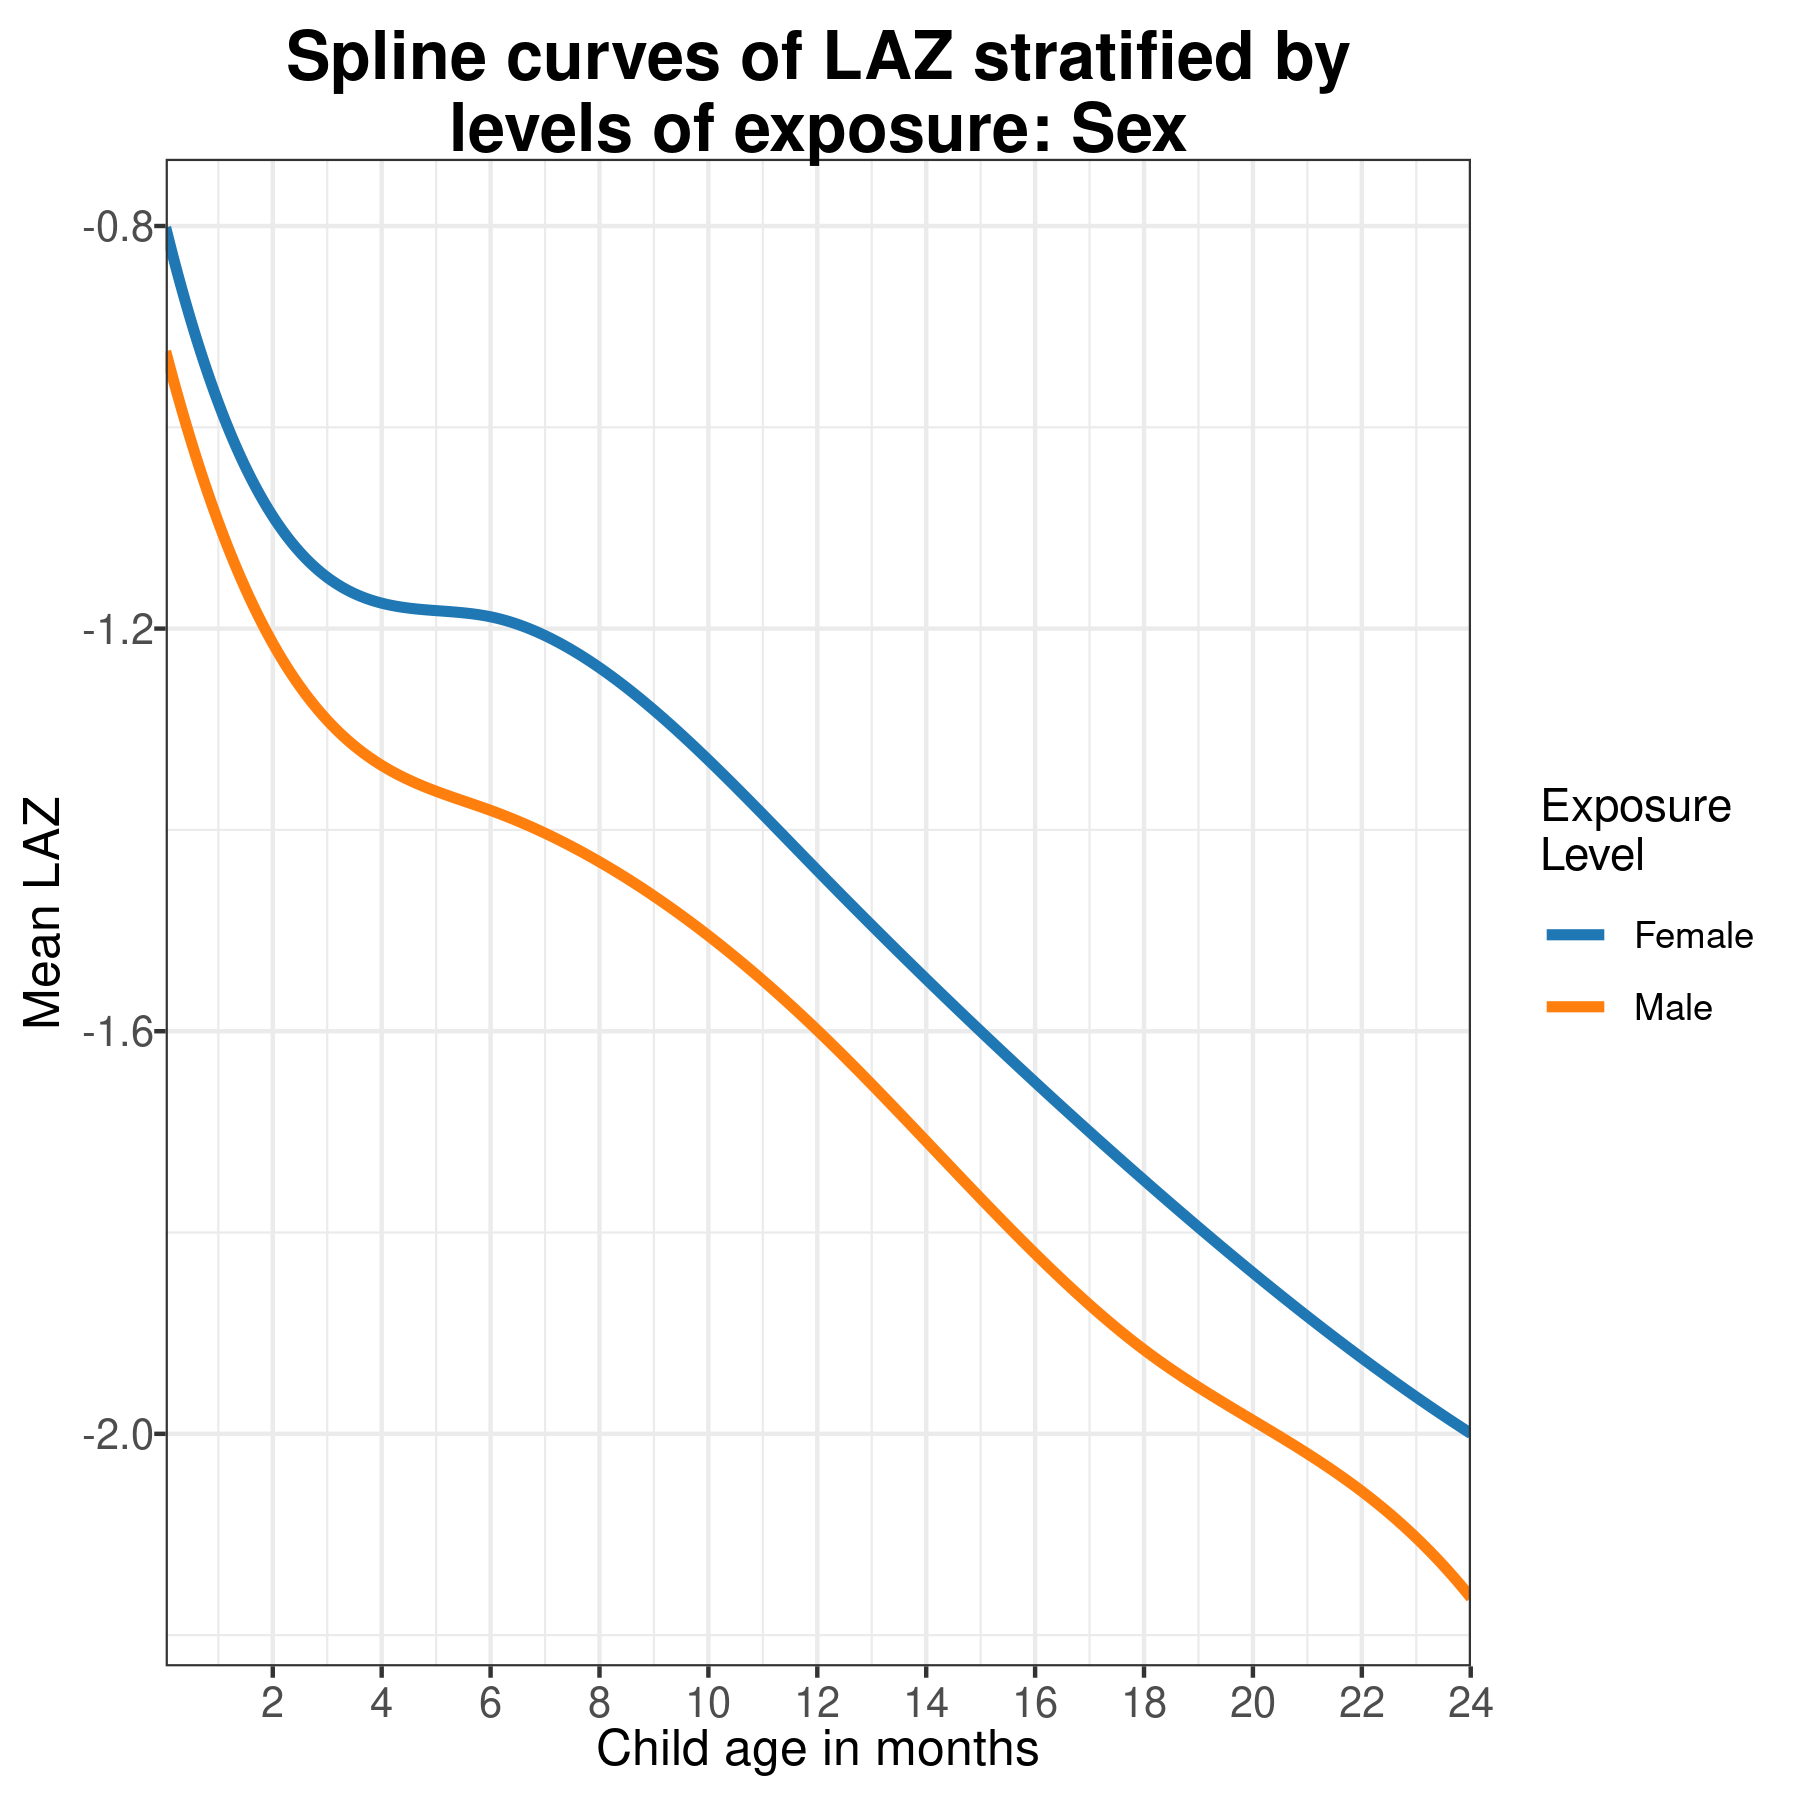 Spline curves of LAZ stratified by
levels of exposure: Sex
-0.8
-1.2
-1.6
-2.0
Mean LAZ
2 4 6 8 10 12 14 16 18 20 22 24
Child age in months
Exposure
Level
Female
Male